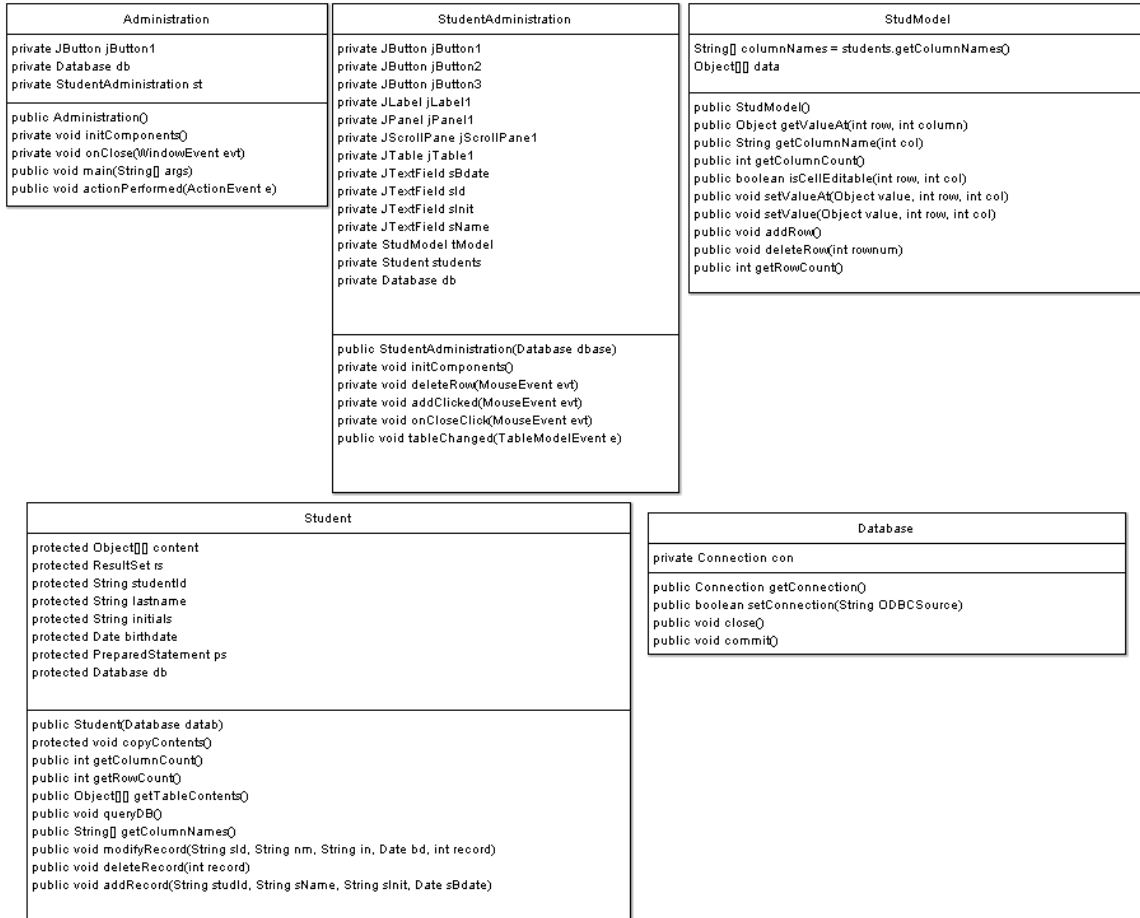 Administration
private JButton jButton1
private Database db
private StudentAdministration st
public Administration()
private void initComponents()
private void onClose(WindowEvent evt)
public void main(String[] args)
public void actionPerformed(ActionEvent e)
StudentAdministration
private JButton jButton1
private JButton jButton2
private JButton jButton3
private JLabel jLabel1
private JPanel jPanel1
private JScrollPane jScrollPane1
private JTable jTable1
private JTextField sBdate
private JTextField sId
private JTextField sInit
private JTextField sName
private StudModel tModel
private Student students
private Database db
public StudentAdministration(Database dbase)
private void initComponents()
private void deleteRow(MouseEvent evt)
private void addClicked(MouseEvent evt)
private void onCloseClick(MouseEvent evt)
public void tableChanged(TableModelEvent e)
StudModel
String[] columnNames = students.getColumnNames()
Object[][] data
public StudModel()
public Object getValueAt(int row, int column)
public String getColumnName(int col)
public int getColumnCount()
public boolean isCellEditable(int row, int col)
public void setValueAt(Object value, int row, int col)
public void setValue(Object value, int row, int col)
public void addRow()
public void deleteRow(int rownum)
public int getRowCount()
Student
protected Object[][] content
protected ResultSet rs
protected String studentId
protected String lastname
protected String initials
protected Date birthdate
protected PreparedStatement ps
protected Database db
public Student(Database datab)
protected void copyContents()
public int getColumnCount()
public int getRowCount()
public Object[][] getTableContents()
public void queryDB()
public String[] getColumnNames()
public void modifyRecord(String sId, String nm, String in, Date bd, int record)
public void deleteRecord(int record)
public void addRecord(String studId, String sName, String sInit, Date sBdate)
Database
private Connection con
public Connection getConnection()
public boolean setConnection(String ODBCSource)
public void close()
public void commit()